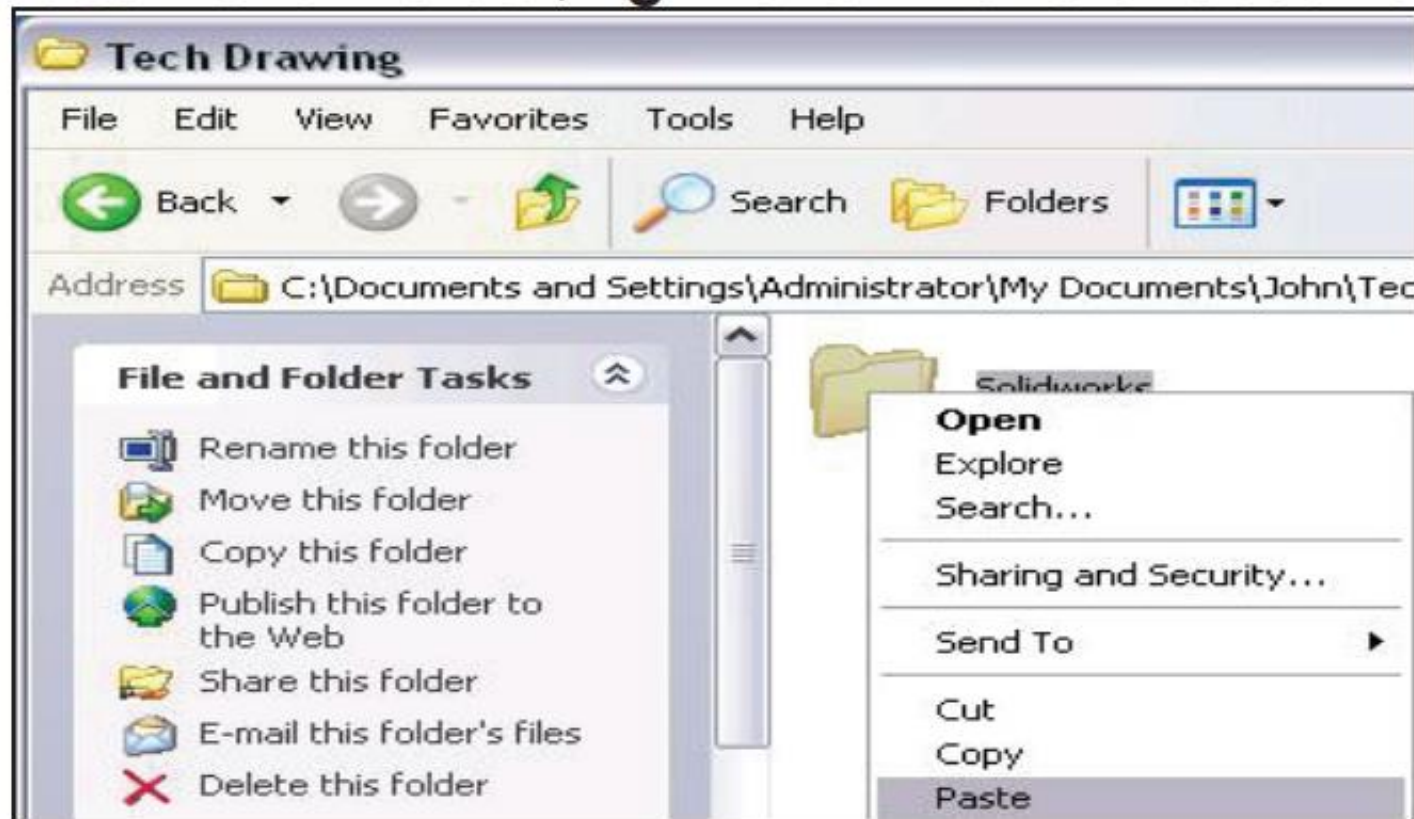 Tech Drawing
File Edit View Favorites Tools Help
Back Search Folders
Address C:\Documents and Settings\Administrator\My Documents\John\Tec
File and Folder Tasks
Rename this folder
Move this folder
Copy this folder
Publish this folder to
the Web
Share this folder
E-mail this folder's files
Delete this folder
Solidworks
Open
Explore
Search...
Sharing and Security...
Send To
Cut
Copy
Paste